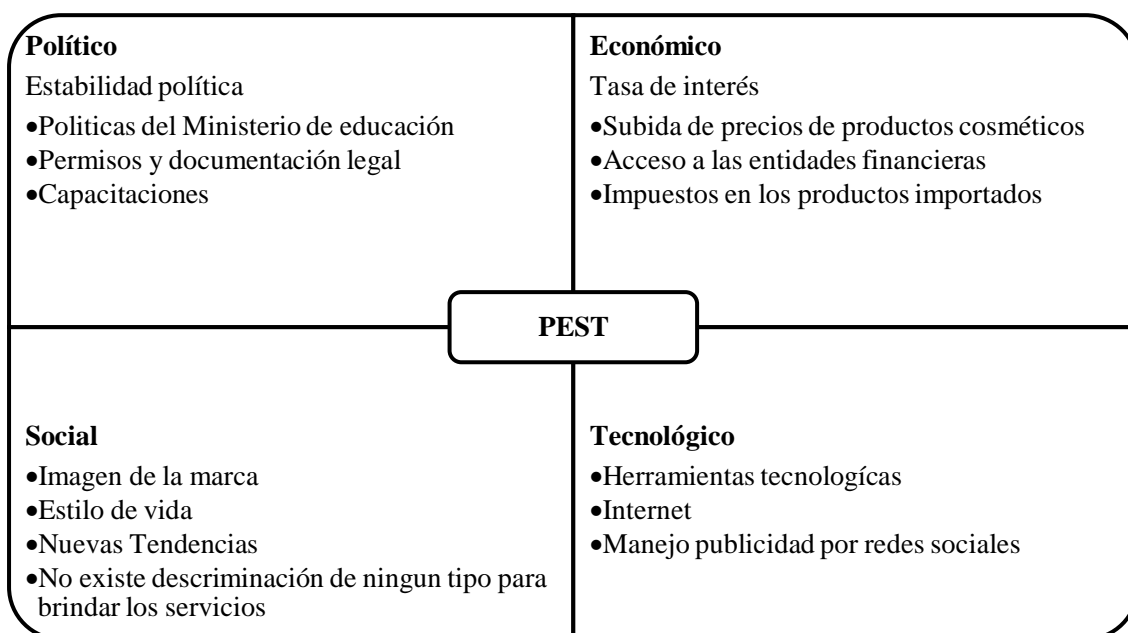 Político
Estabilidad política
•Politicas del Ministerio de educación
•Permisos y documentación legal
•Capacitaciones
Económico
Tasa de interés
•Subida de precios de productos cosméticos
•Acceso a las entidades financieras
•Impuestos en los productos importados
PEST
Social
•Imagen de la marca
•Estilo de vida
•Nuevas Tendencias
•No existe descriminación de ningun tipo para
brindar los servicios
Tecnológico
•Herramientas tecnologícas
•Internet
•Manejo publicidad por redes sociales